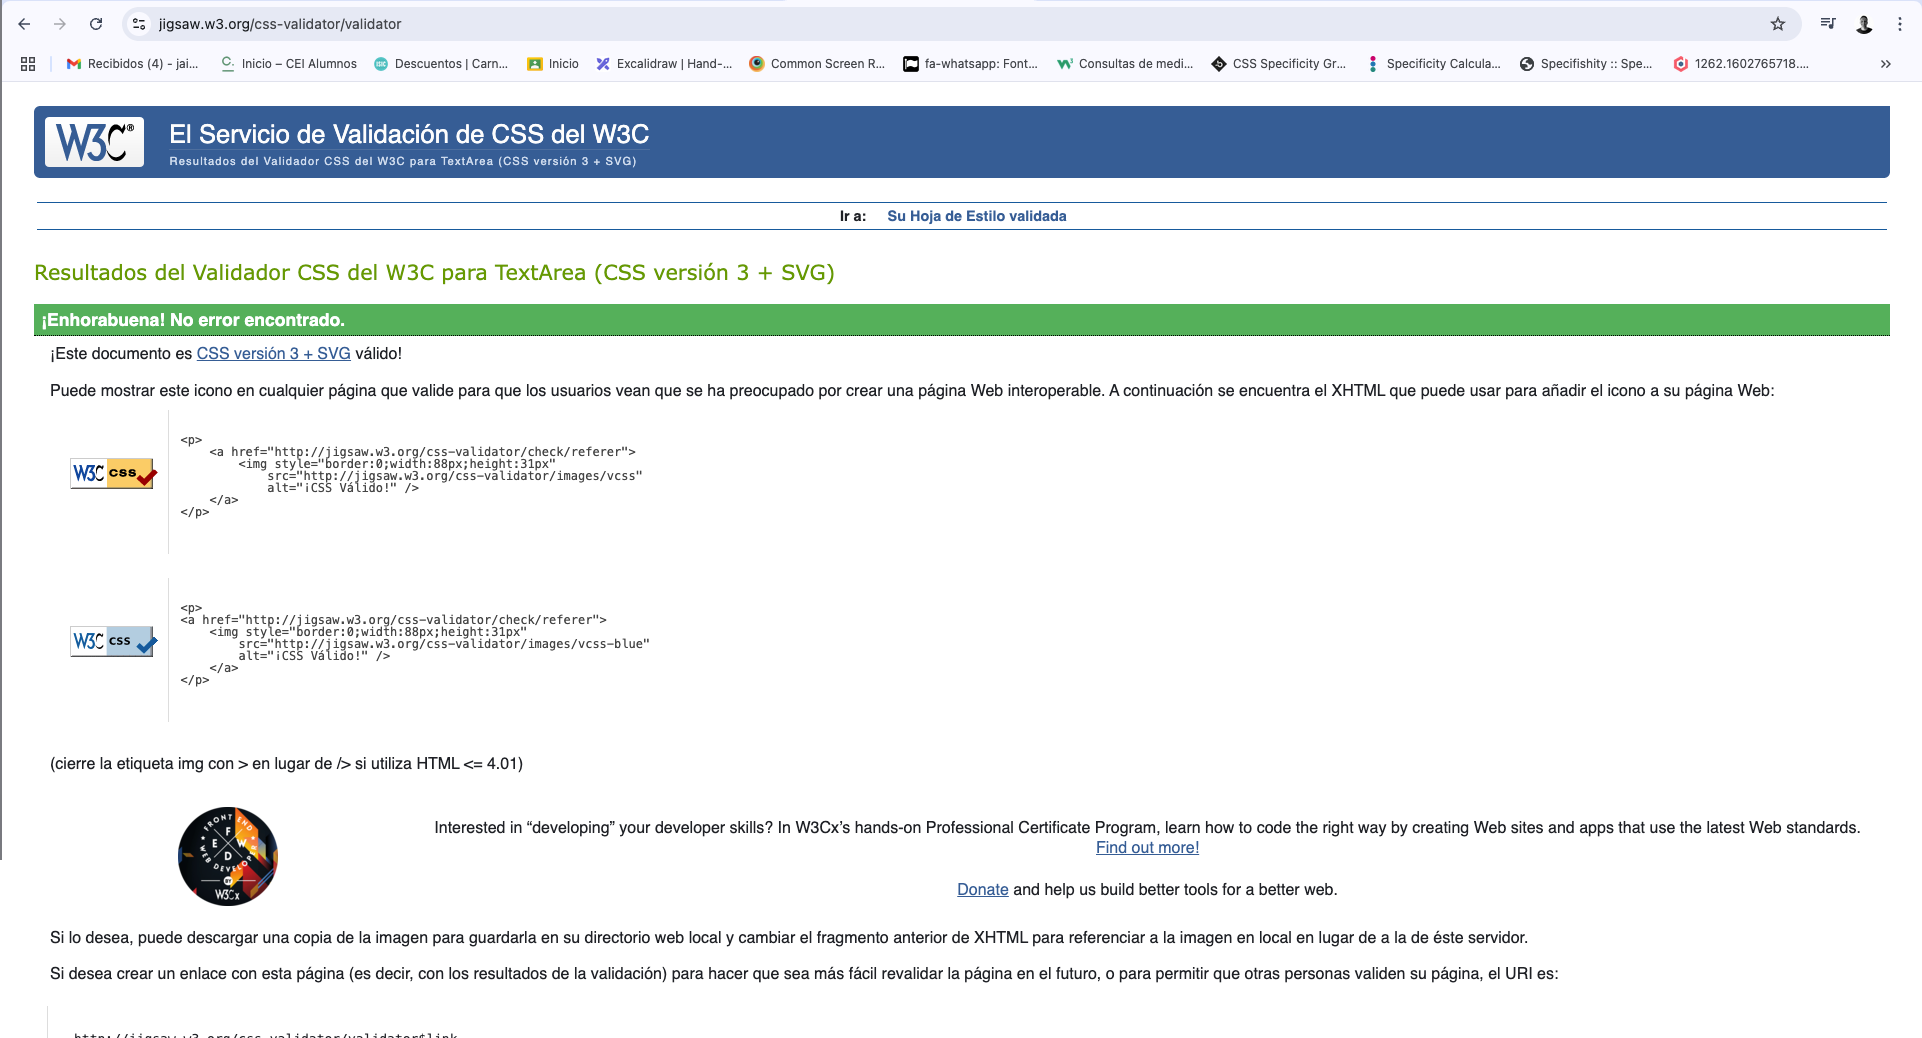 jigsaw.w3.org/css-validator/validator
Recibidos (4) - jai...
Inicio – CEI Alumnos
Descuentos | Carn...
Inicio
Excalidraw | Hand-...
Common Screen R...
fa-whatsapp: Font...
Consultas de medi...
CSS Specificity Gr...
Specificity Calcula...
Specifishity :: Spe...
1262.1602765718....
W3C®
El Servicio de Validación de CSS del W3C
Resultados del Validador CSS del W3C para TextArea (CSS versión 3 + SVG)
Ir a: Su Hoja de Estilo validada
Resultados del Validador CSS del W3C para TextArea (CSS versión 3 + SVG)
¡Enhorabuena! No error encontrado.
¡Este documento es CSS versión 3 + SVG válido!
Puede mostrar este icono en cualquier página que valide para que los usuarios vean que se ha preocupado por crear una página Web interoperable. A continuación se encuentra el XHTML que puede usar para añadir el icono a su página Web:
W3C css
<p>
<a href="http://jigsaw.w3.org/css-validator/check/referer">
<img style="border:0;width:88px;height:31px"
src="http://jigsaw.w3.org/css-validator/images/vcss"
alt="¡CSS Válido!" />
</a>
</p>
W3C css
<p>
<a href="http://jigsaw.w3.org/css-validator/check/referer">
<img style="border:0;width:88px;height:31px"
src="http://jigsaw.w3.org/css-validator/images/vcss-blue"
alt="¡CSS Válido!" />
</a>
</p>
(cierre la etiqueta img con > en lugar de /> si utiliza HTML <= 4.01)
FRONT END
F E W D
WEB DEVELOPER
BY
W3Cx
Interested in “developing” your developer skills? In W3Cx’s hands-on Professional Certificate Program, learn how to code the right way by creating Web sites and apps that use the latest Web standards.
Find out more!
Donate and help us build better tools for a better web.
Si lo desea, puede descargar una copia de la imagen para guardarla en su directorio web local y cambiar el fragmento anterior de XHTML para referenciar a la imagen en local en lugar de a la de éste servidor.
Si desea crear un enlace con esta página (es decir, con los resultados de la validación) para hacer que sea más fácil revalidar la página en el futuro, o para permitir que otras personas validen su página, el URI es:
http://jigsaw.w3.org/css-validator/validator$link